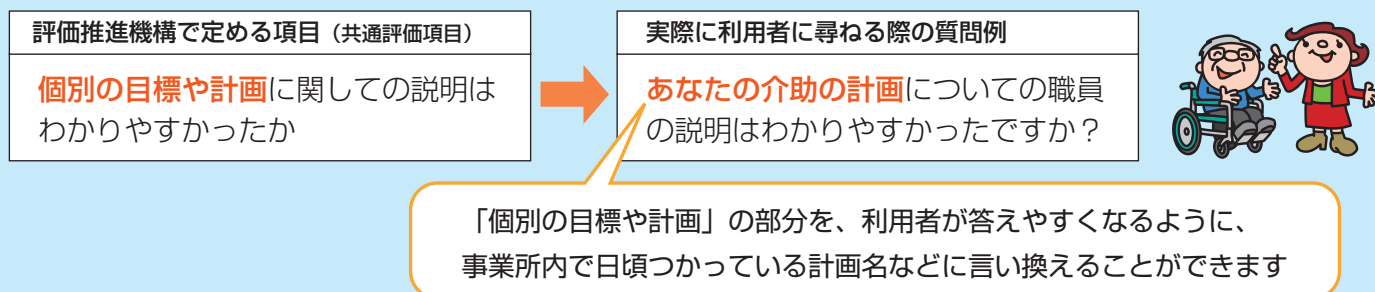 評価推進機構で定める項目（共通評価項目）
個別の目標や計画に関しての説明は
わかりやすかったか
実際に利用者に尋ねる際の質問例
あなたの介助の計画についての職員
の説明はわかりやすかったですか？
「個別の目標や計画」の部分を、利用者が答えやすくなるように、
事業所内で日頃つかっている計画名などに言い換えることができます